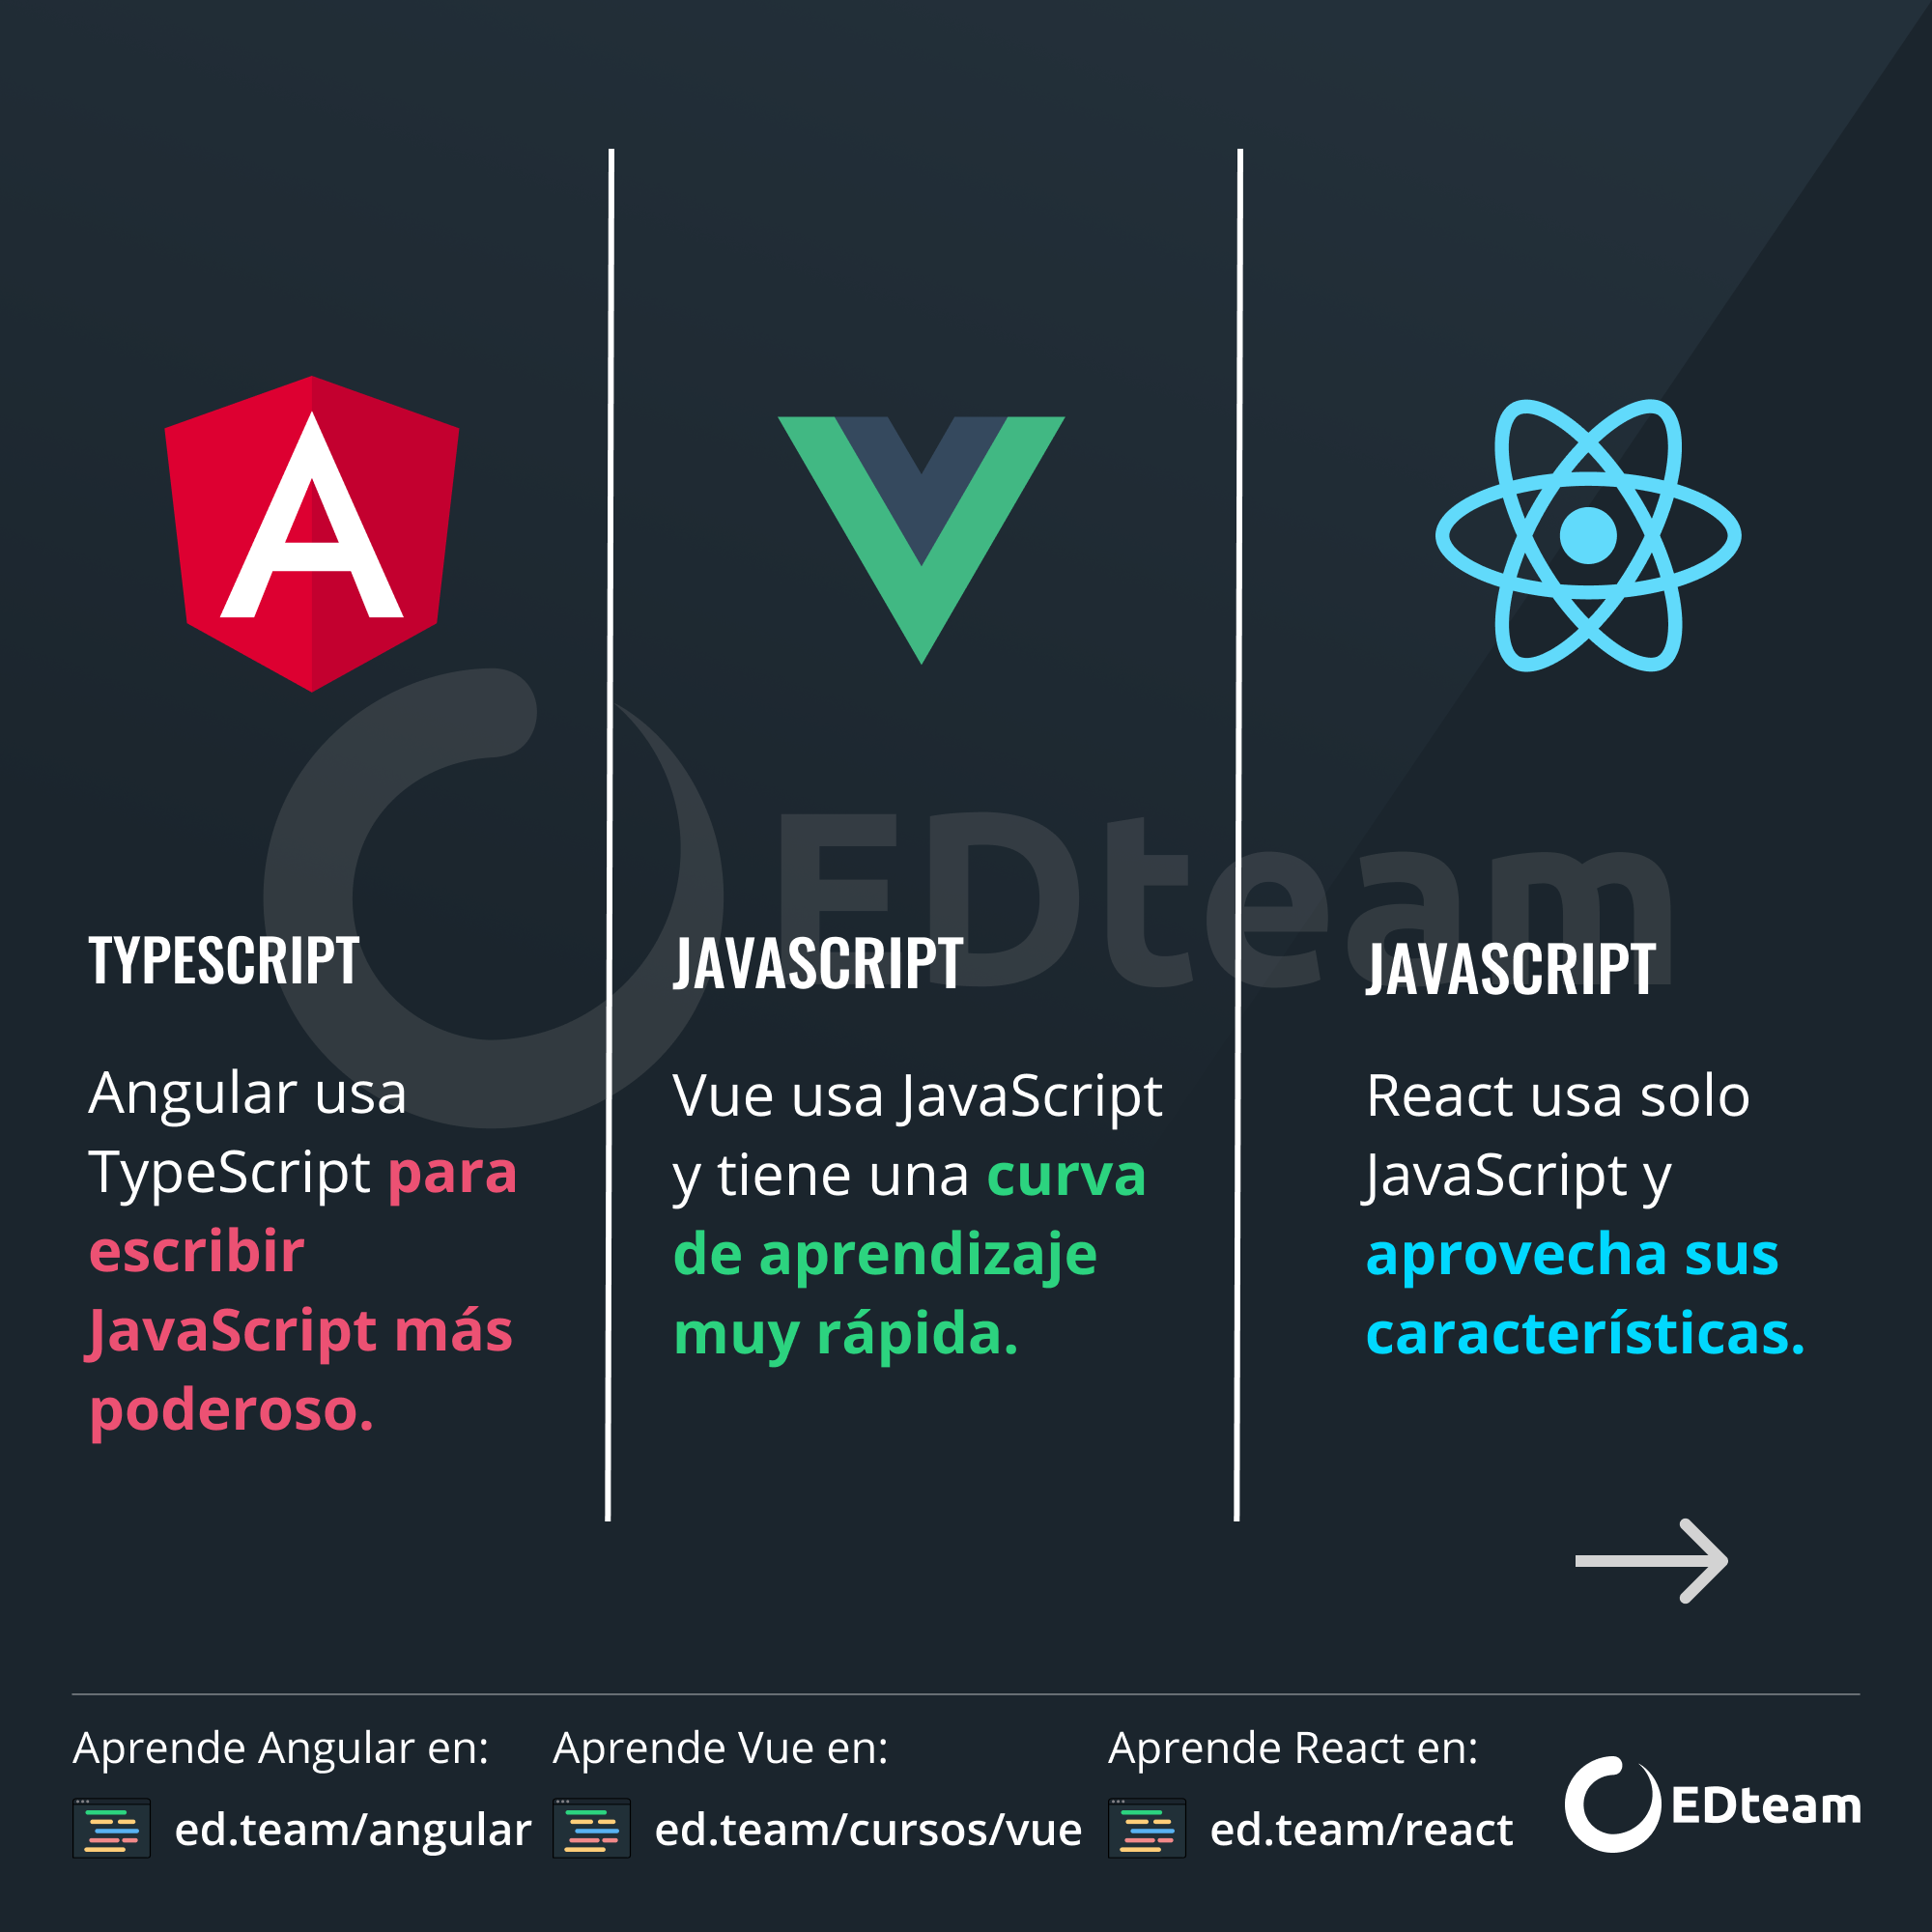 EDteam
TYPESCRIPT
Angular usa
TypeScript para
escribir
JavaScript más
poderoso.
JAVASCRIPT
Vue usa JavaScript
y tiene una curva
de aprendizaje
muy rápida.
JAVASCRIPT
React usa solo
JavaScript y
aprovecha sus
características.
Aprende Angular en:
ed.team/angular
Aprende Vue en:
ed.team/cursos/vue
Aprende React en:
ed.team/react
EDteam